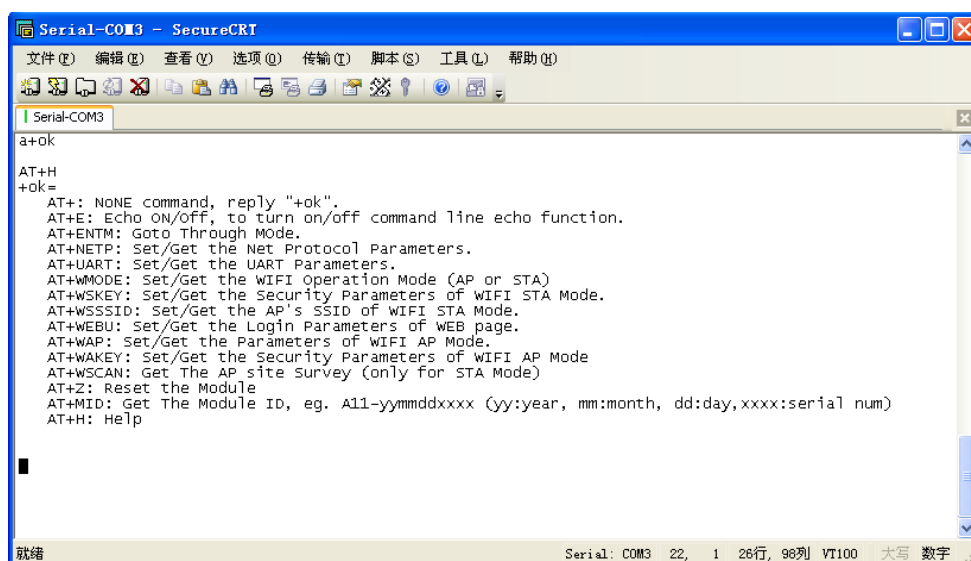 Serial-COM3 - SecureCRT
文件(F) 编辑(E) 查看(V) 选项(O) 传输(T) 脚本(S) 工具(L) 帮助(H)
Serial-COM3
a+ok
AT+H
+ok=
AT+: NONE command, reply "+ok".
AT+E: Echo ON/Off, to turn on/off command line echo function.
AT+ENTM: Goto Through MOde.
AT+NETP: Set/Get the Net Protocol Parameters.
AT+UART: Set/Get the UART Parameters.
AT+WMODE: Set/Get the WIFI Operation Mode (AP or STA)
AT+WSKEY: Set/Get the Security Parameters of WIFI STA Mode.
AT+WSSSID: Set/Get the AP's SSID of WIFI STA Mode.
AT+WEBU: Set/Get the Login Parameters of WEB page.
AT+WAP: Set/Get the Parameters of WIFI AP Mode.
AT+WAKEY: Set/Get the Security Parameters of WIFI AP Mode
AT+WSCAN: Get The AP site Survey (only for STA Mode)
AT+Z: Reset the Module
AT+MID: Get The Module ID, eg. A11-yymmddxxxx (yy:year, mm:month, dd:day,xxxx:serial num)
AT+H: Help
就绪 Serial: COM3 22, 1 26行, 98列 VT100 大写 数字